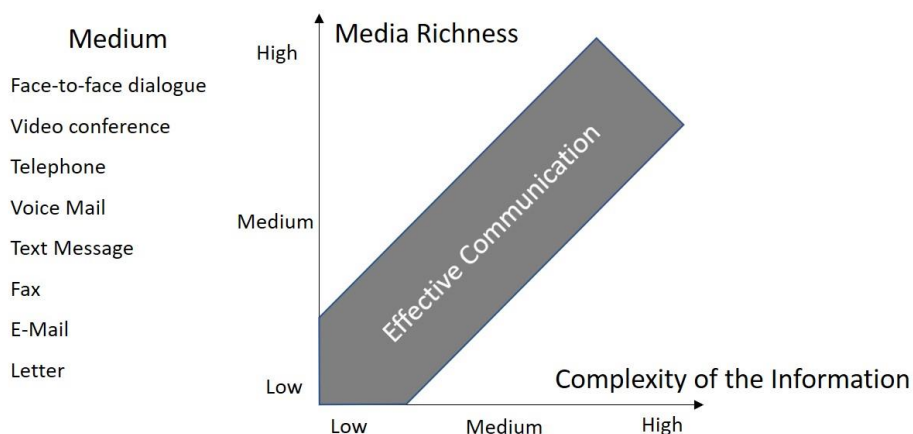 Medium
Face-to-face dialogue
Video conference
Telephone
Voice Mail
Text Message
Fax
E-Mail
Letter
Media Richness
High
Medium
Low
Effective Communication
Complexity of the Information
Low
Medium
High